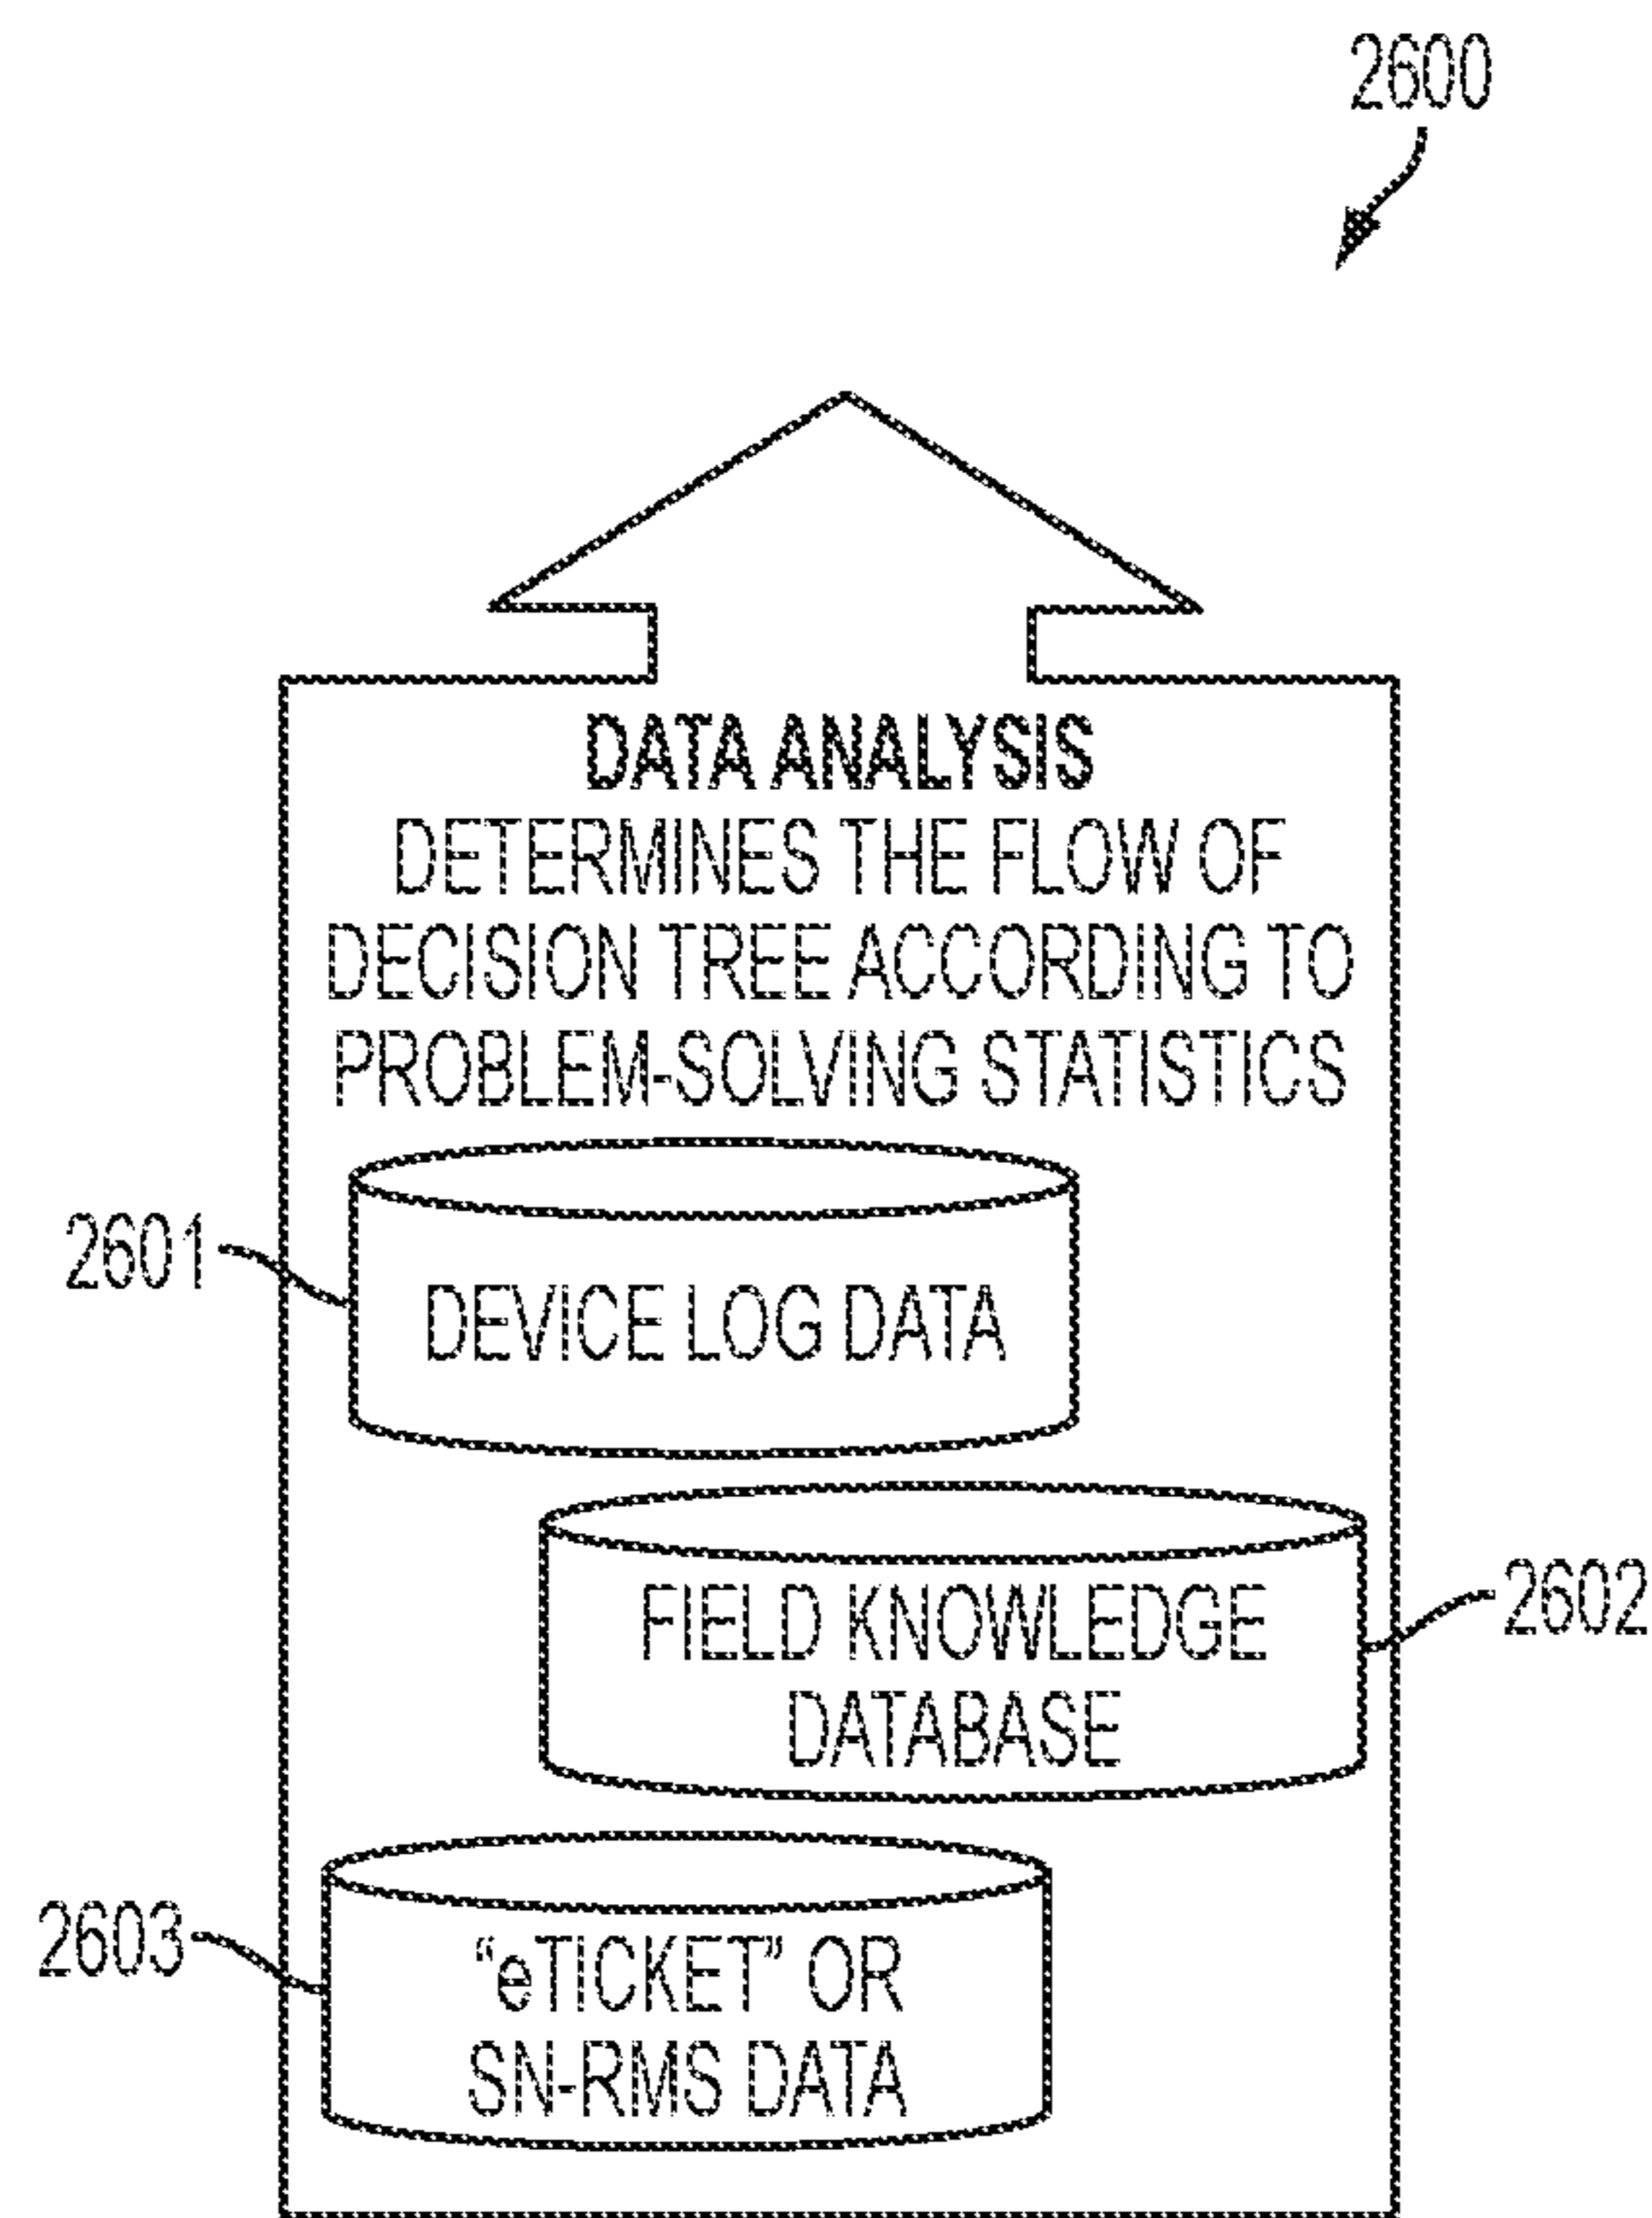 2600
DATA ANALYSIS
DETERMINES THE FLOW OF
DECISION TREE ACCORDING TO
PROBLEM-SOLVING STATISTICS
2601
DEVICE LOG DATA
FIELD KNOWLEDGE
DATABASE
2602
2603
“eTICKET” OR
SN-RMS DATA